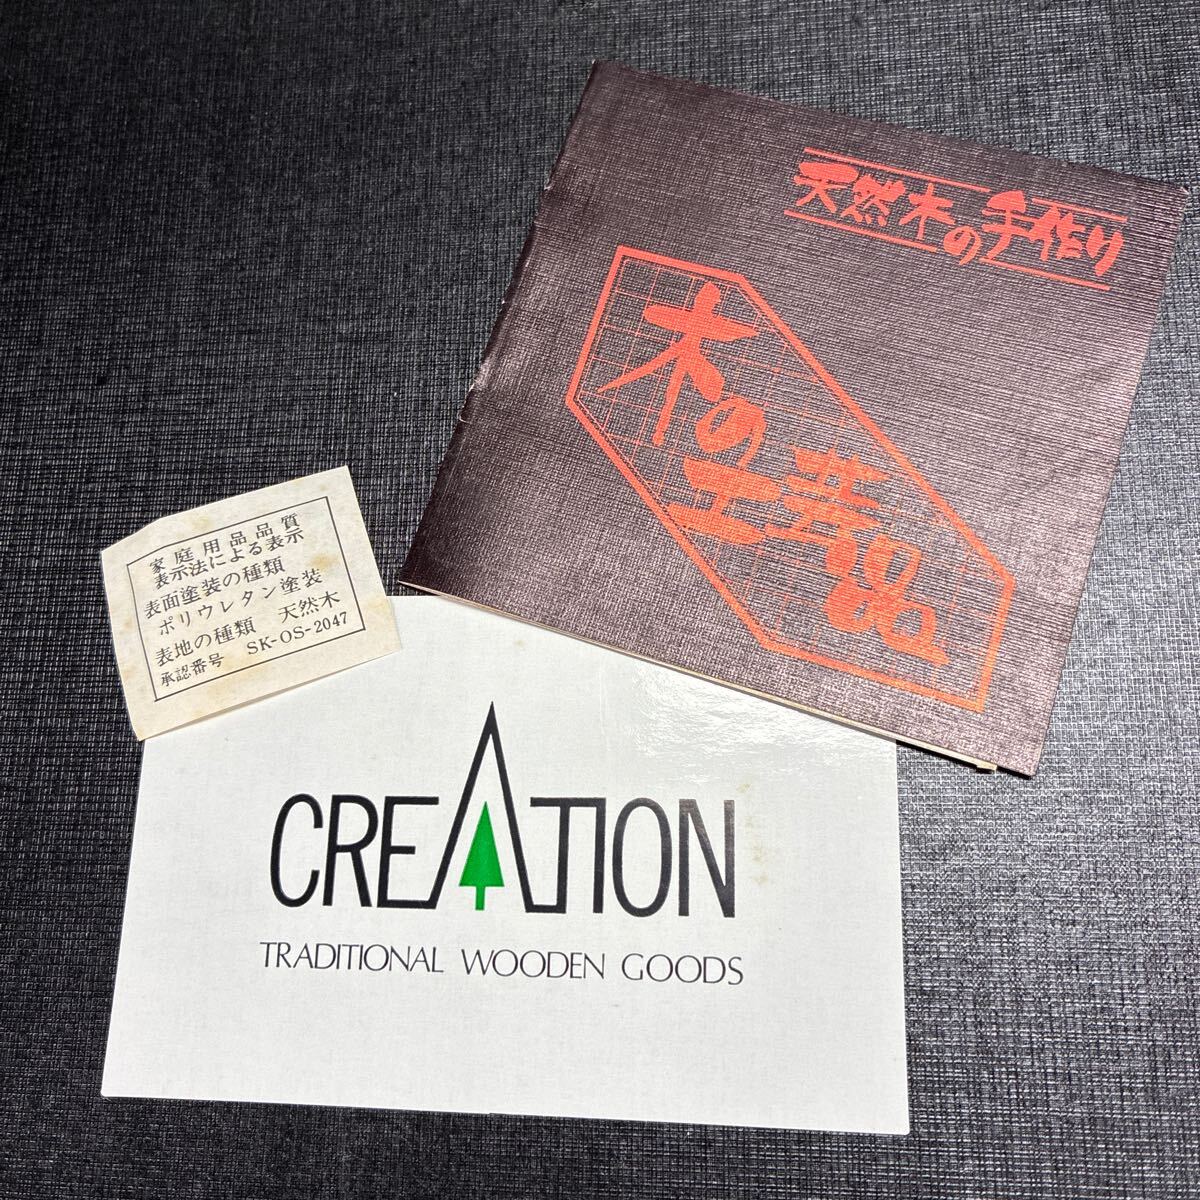 天然木の手作り
木の
工芸品
家庭用品品質
表示法による表示
表面塗装の種類
ポリウレタン塗装
表地の種類 天然木
承認番号 SK-OS-2047
CREATION
TRADITIONAL WOODEN GOODS